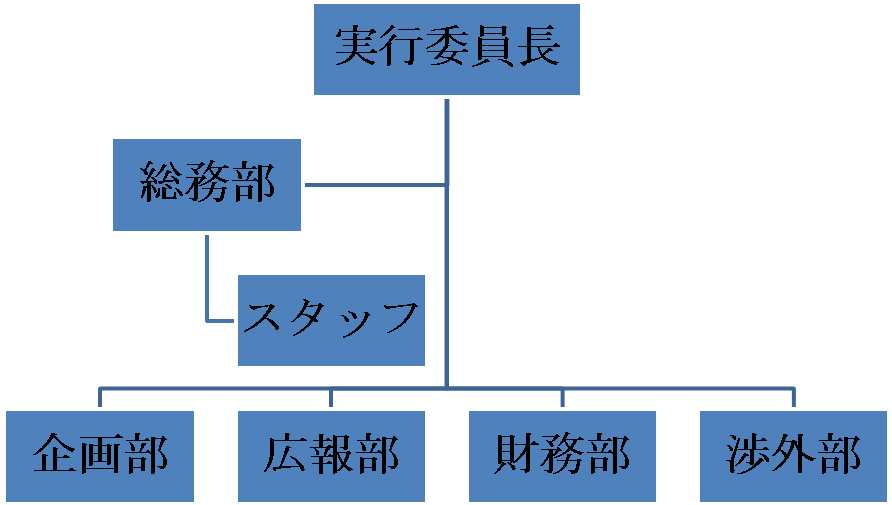 実行委員長
総務部
スタッフ
企画部
広報部
財務部
渉外部